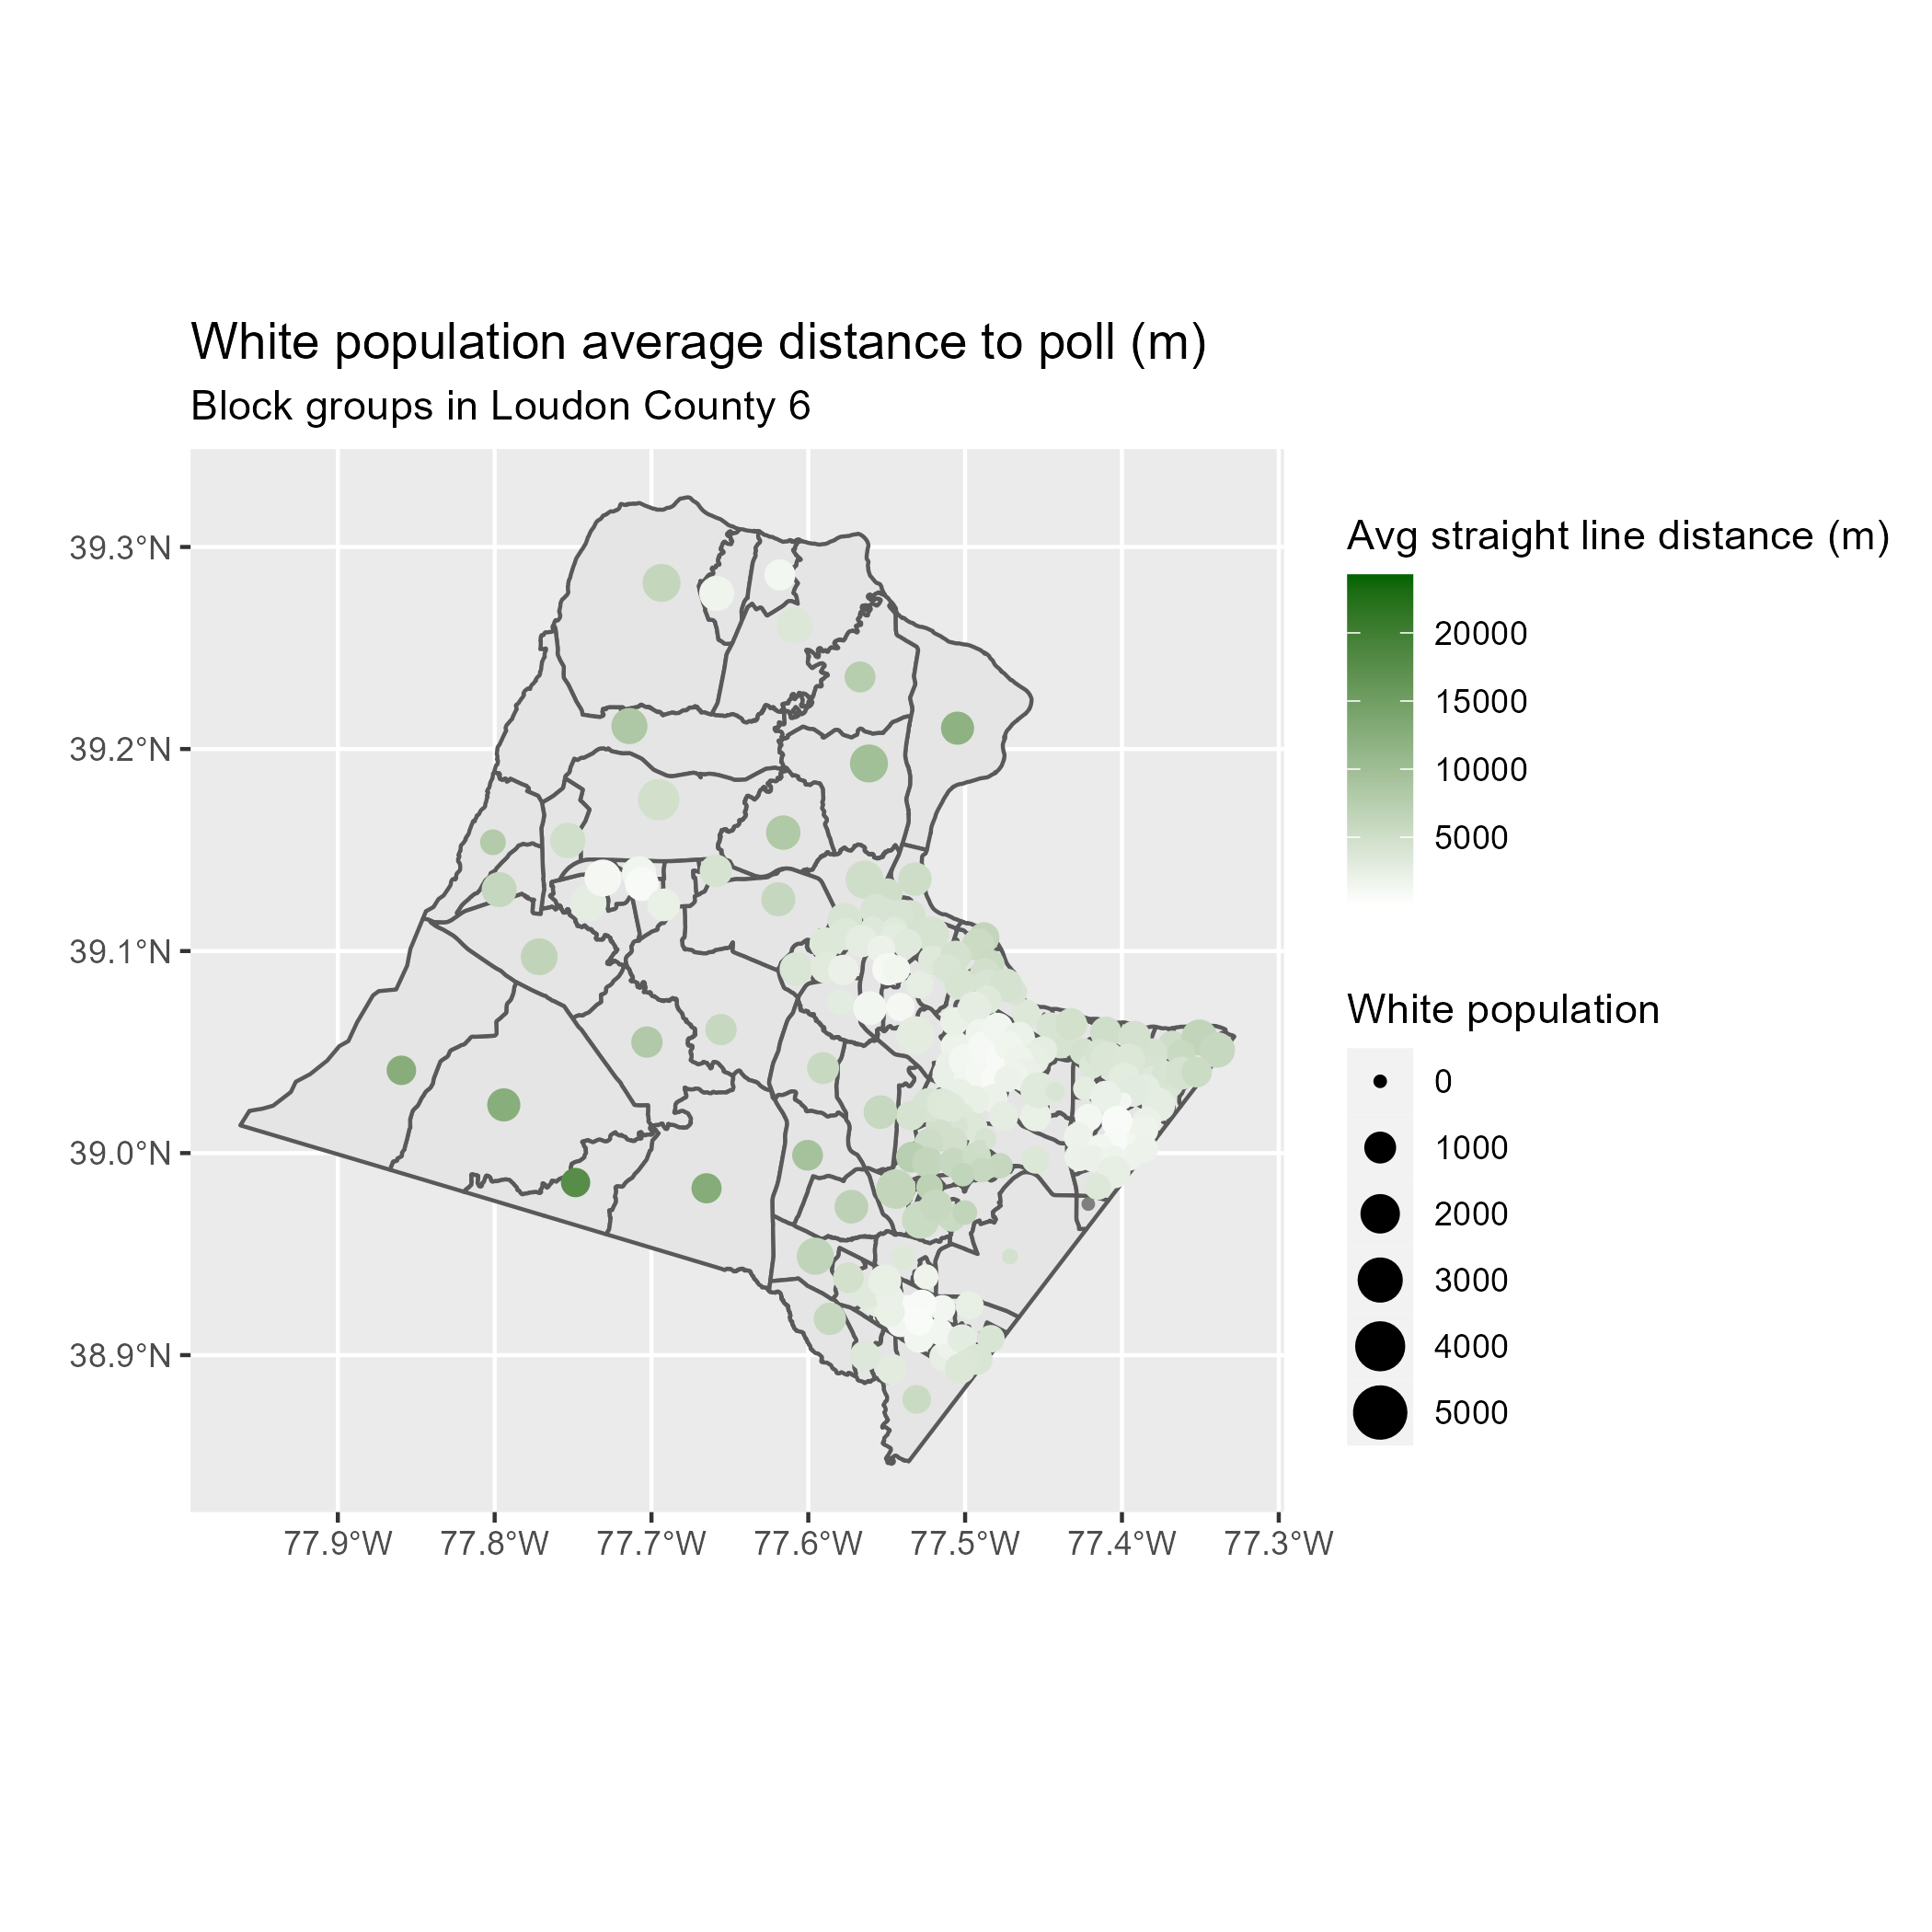 White population average distance to poll (m)
Block groups in Loudon County 6
Avg straight line distance (m)
20000
15000
10000
5000
White population
0
1000
2000
3000
4000
5000
39.3°N
39.2°N
39.1°N
39.0°N
38.9°N
77.9°W
77.8°W
77.7°W
77.6°W
77.5°W
77.4°W
77.3°W